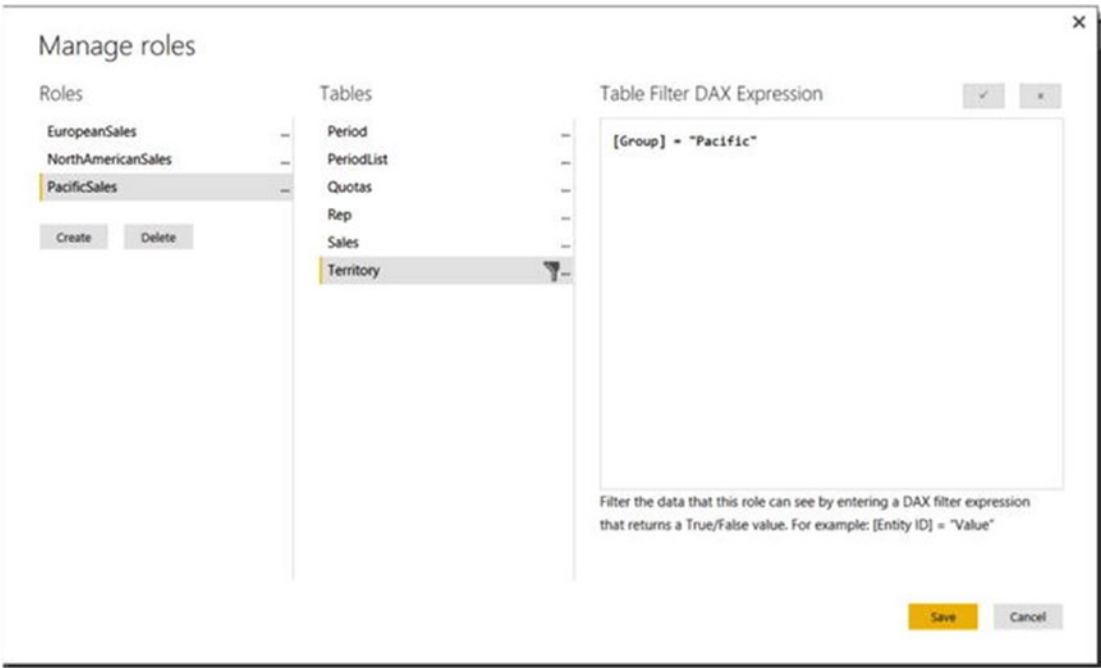 Manage roles
Roles
Tables
Table Filter DAX Expression
EuropeanSales ...
NorthAmericanSales ...
PacificSales ...
Create
Delete
Period ...
PeriodList ...
Quotas ...
Rep ...
Sales ...
Territory ...
[Group] = "Pacific"
Filter the data that this role can see by entering a DAX filter expression
that returns a True/False value. For example: [Entity ID] = "Value"
Save
Cancel